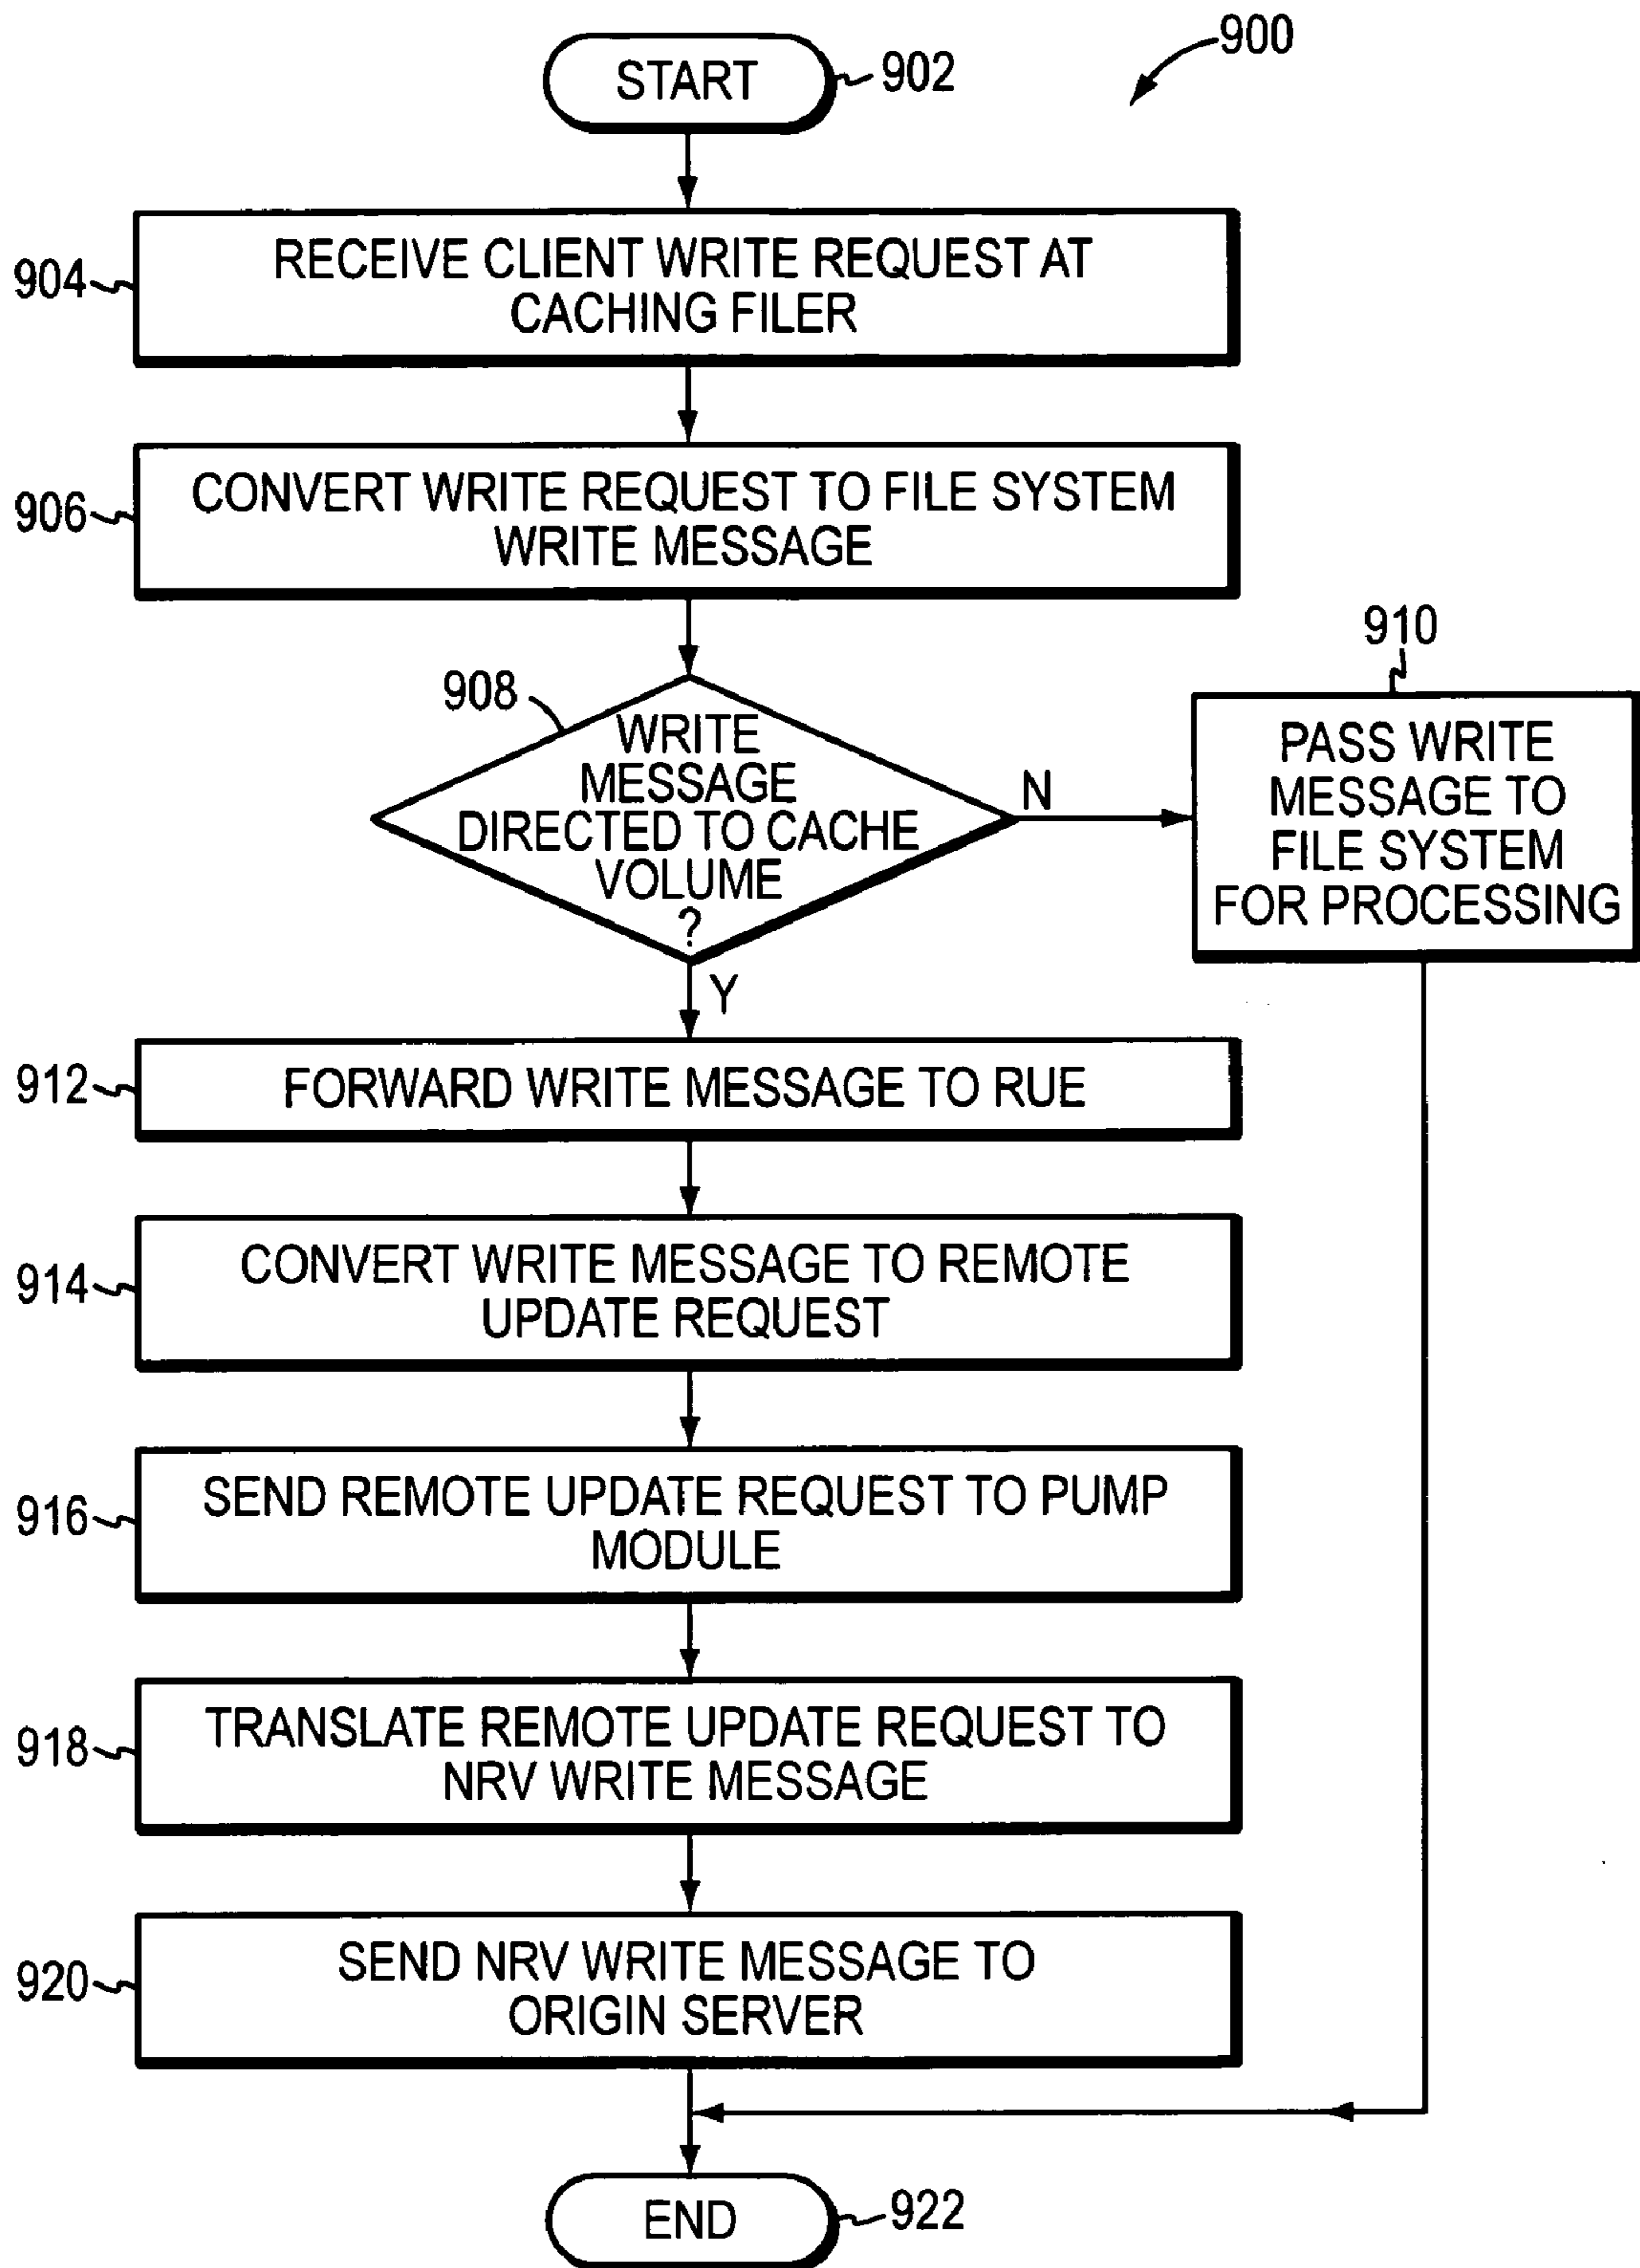 900
START
902
904
RECEIVE CLIENT WRITE REQUEST AT
CACHING FILER
906
CONVERT WRITE REQUEST TO FILE SYSTEM
WRITE MESSAGE
908
WRITE
MESSAGE
DIRECTED TO CACHE
VOLUME
?
N
910
PASS WRITE
MESSAGE TO
FILE SYSTEM
FOR PROCESSING
Y
912
FORWARD WRITE MESSAGE TO RUE
914
CONVERT WRITE MESSAGE TO REMOTE
UPDATE REQUEST
916
SEND REMOTE UPDATE REQUEST TO PUMP
MODULE
918
TRANSLATE REMOTE UPDATE REQUEST TO
NRV WRITE MESSAGE
920
SEND NRV WRITE MESSAGE TO
ORIGIN SERVER
END
922